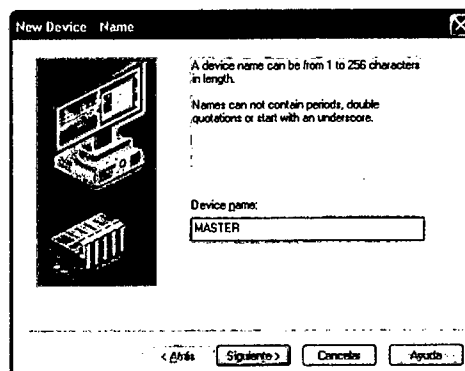 New Device Name
A device name can be from 1 to 256 characters
in length.
Names can not contain periods, double
quotations or start with an underscore.
Device name:
MASTER
< Atrás Siguiente > Cancelar Ayuda